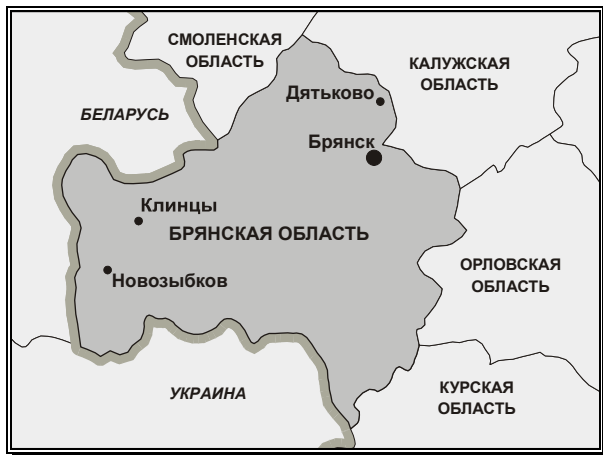 СМОЛЕНСКАЯ
ОБЛАСТЬ
КАЛУЖСКАЯ
ОБЛАСТЬ
Дятьково
БЕЛАРУСЬ
Брянск
Клинцы
БРЯНСКАЯ ОБЛАСТЬ
Новозыбков
ОРЛОВСКАЯ
ОБЛАСТЬ
УКРАИНА
КУРСКАЯ
ОБЛАСТЬ